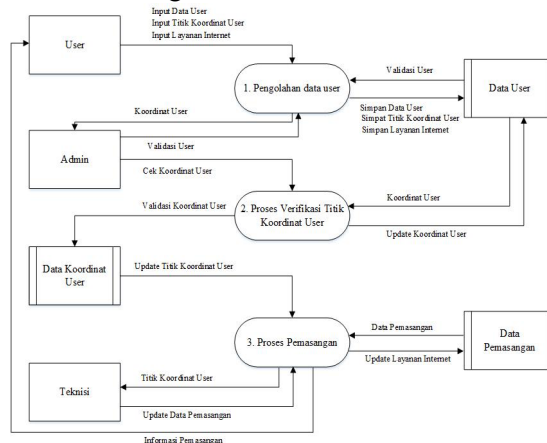 Input Data User
Input Titik Koordinat User
Input Layanan Internet
User
1. Pengolahan data user
Validasi User
Data User
Simpan Data User
Simpat Titik Koordinat User
Simpan Layanan Internet
Koordinat User
Validasi User
Admin
Cek Koordinat User
Validasi Koordinat User
2. Proses Verifikasi Titik
Koordinat User
Koordinat User
Update Koordinat User
Data Koordinat
User
Update Titik Koordinat User
3. Proses Pemasangan
Data Pemasangan
Update Layanan Internet
Data
Pemasangan
Titik Koordinat User
Teknisi
Update Data Pemasangan
Informasi Pemasangan